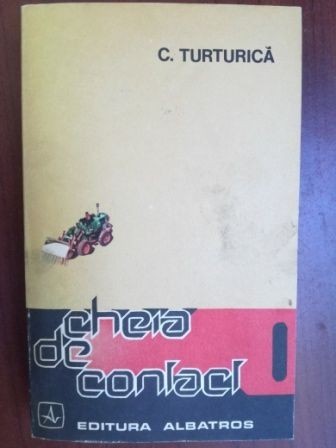 C. TURTURICĂ
cheia
de
contact
EDITURA ALBATROS